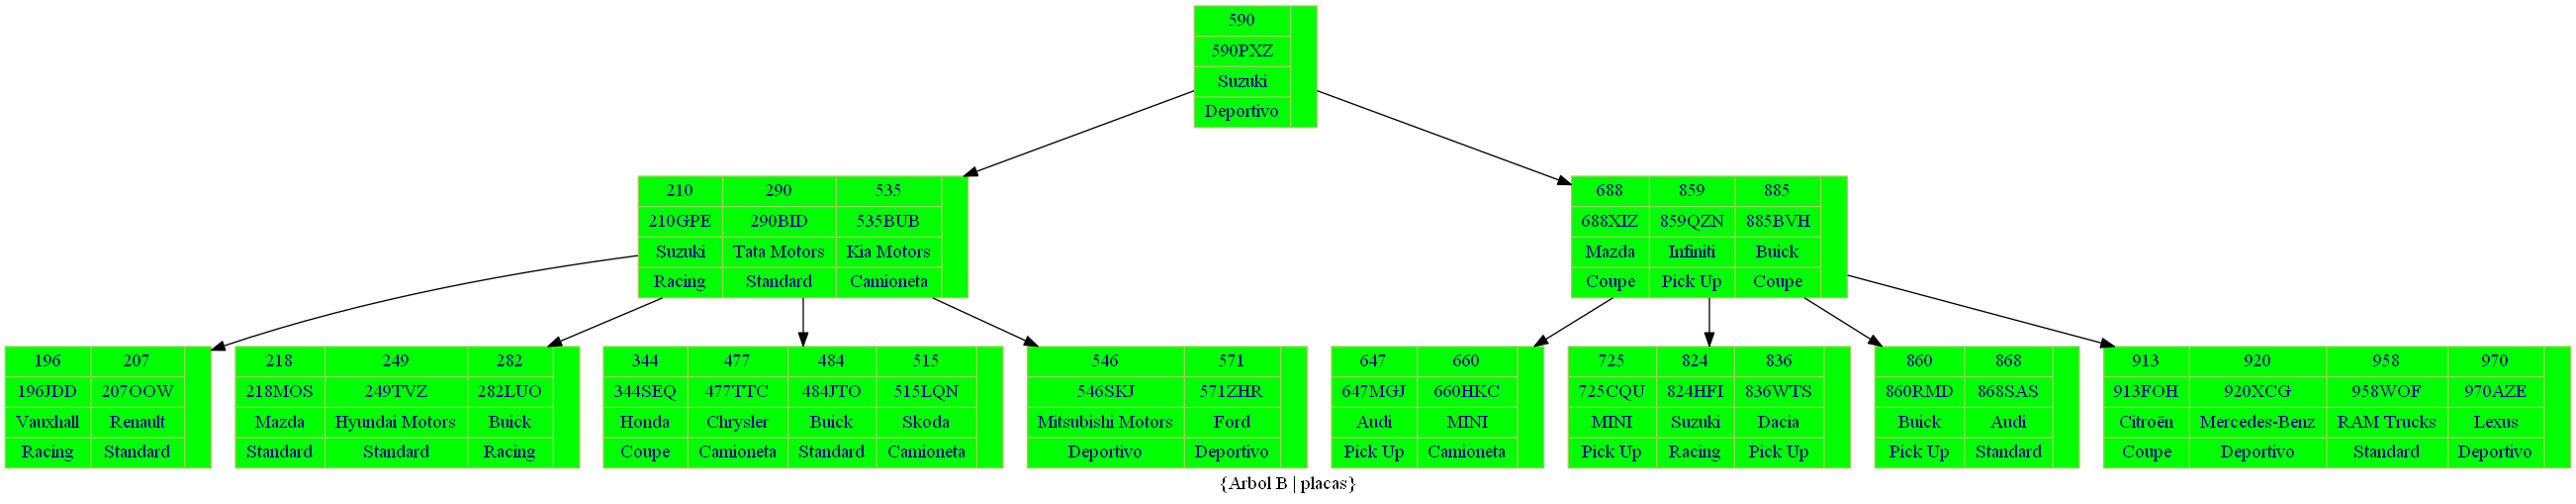 590
590PXZ
Suzuki
Deportivo
210 290 535
210GPE 290BID 535BUB
Suzuki Tata Motors Kia Motors
Racing Standard Camioneta
688 859 885
688XIZ 859QZN 885BVH
Mazda Infiniti Buick
Coupe Pick Up Coupe
196 207
196JDD 207OOW
Vauxhall Renault
Racing Standard
218 249 282
218MOS 249TVZ 282LUO
Mazda Hyundai Motors Buick
Standard Standard Racing
344 477 484 515
344SEQ 477TTC 484JTO 515LQN
Honda Chrysler Buick Skoda
Coupe Camioneta Standard Camioneta
546 571
546SKJ 571ZHR
Mitsubishi Motors Ford
Deportivo Deportivo
647 660
647MGJ 660HKC
Audi MINI
Pick Up Camioneta
725 824 836
725CQU 824HFI 836WTS
MINI Suzuki Dacia
Pick Up Racing Pick Up
860 868
860RMD 868SAS
Buick Audi
Pick Up Standard
913 920 958 970
913FOH 920XCG 958WOF 970AZE
Citroën Mercedes-Benz RAM Trucks Lexus
Coupe Deportivo Standard Deportivo
{Arbol B | placas}